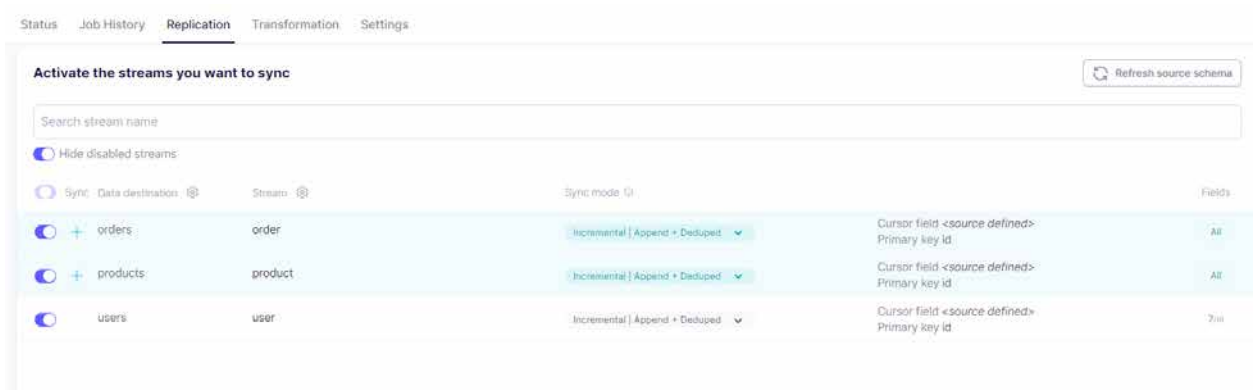 Status Job History Replication Transformation Settings
Activate the streams you want to sync Refresh source schema
Search stream name
Hide disabled streams
Sync Data destination Stream Sync mode Fields
orders order Incremental | Append + Deduped Cursor field <source defined> All
Primary key id
products product Incremental | Append + Deduped Cursor field <source defined> All
Primary key id
users user Incremental | Append + Deduped Cursor field <source defined>
Primary key id